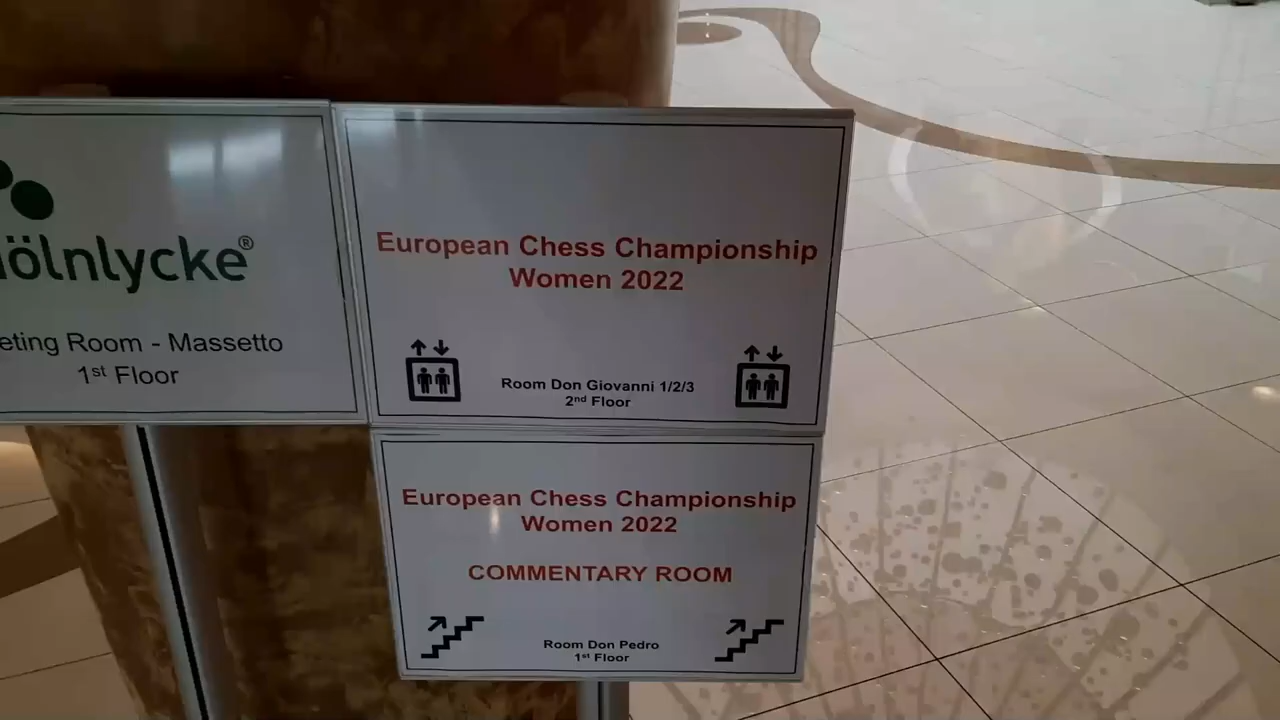 ölnlycke®
eting Room - Massetto
1st Floor
European Chess Championship
Women 2022
Room Don Giovanni 1/2/3
2nd Floor
European Chess Championship
Women 2022
COMMENTARY ROOM
Room Don Pedro
1st Floor